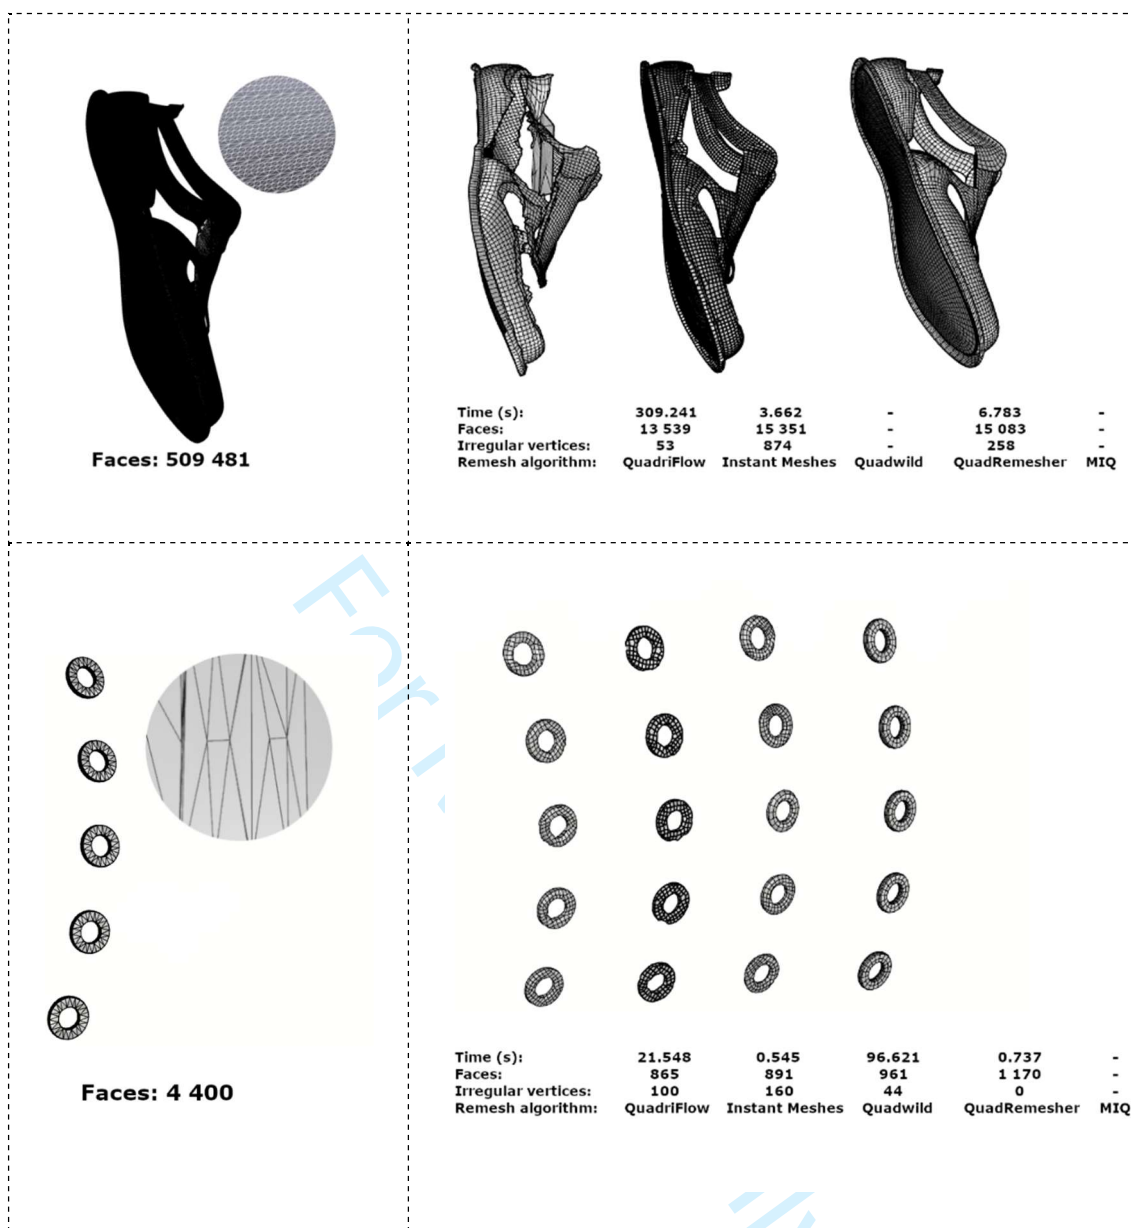 Time (s): 309.241 3.662 - 6.783 -
Faces: 13 539 15 351 - 15 083 -
Irregular vertices: 53 874 - 258 -
Remesh algorithm: QuadriFlow Instant Meshes Quadwild QuadRemesher MIQ
Faces: 509 481
For
Time (s): 21.548 0.545 96.621 0.737 -
Faces: 865 891 961 1 170 -
Irregular vertices: 100 160 44 0 -
Remesh algorithm: QuadriFlow Instant Meshes Quadwild QuadRemesher MIQ
Faces: 4 400